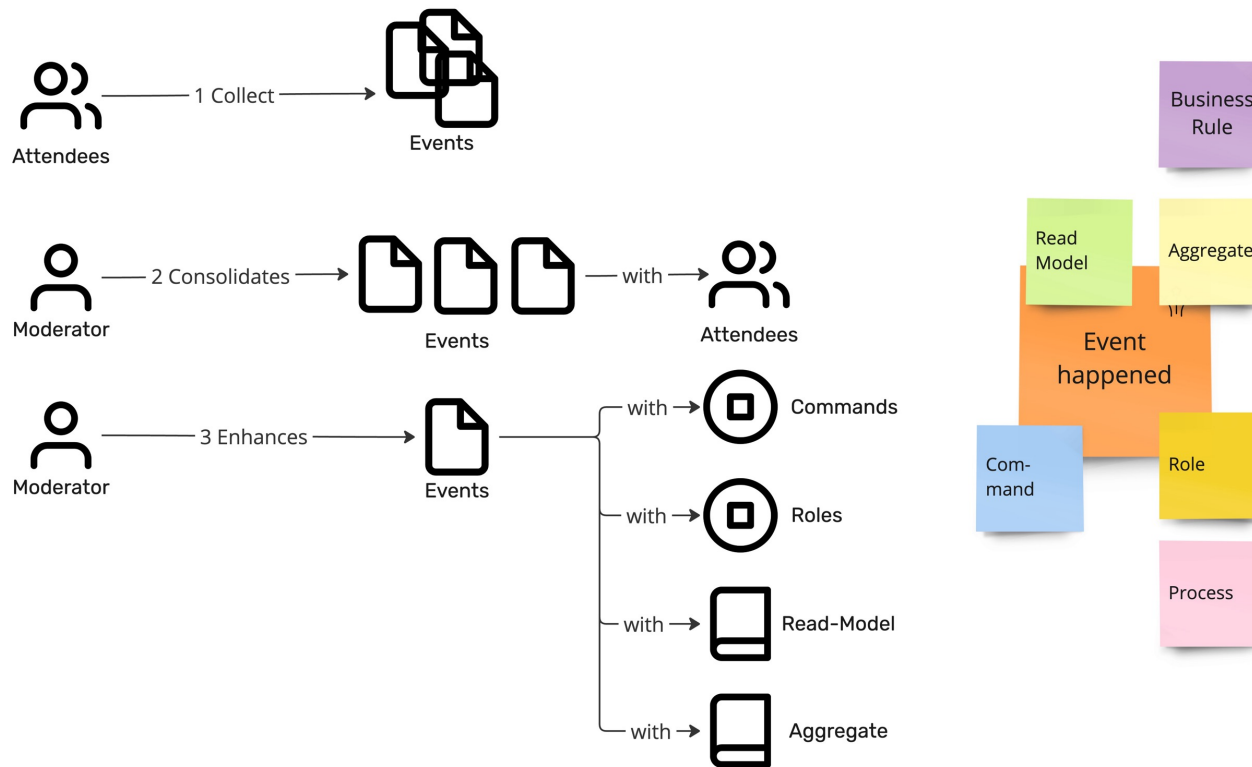 1 Collect
Attendees
Events
2 Consolidates
with
Moderator
Events
Attendees
3 Enhances
Moderator
Events
with
Commands
with
Roles
with
Read-Model
with
Aggregate
Business
Rule
Read
Model
Aggregate
Event
happened
Com-
mand
Role
Process